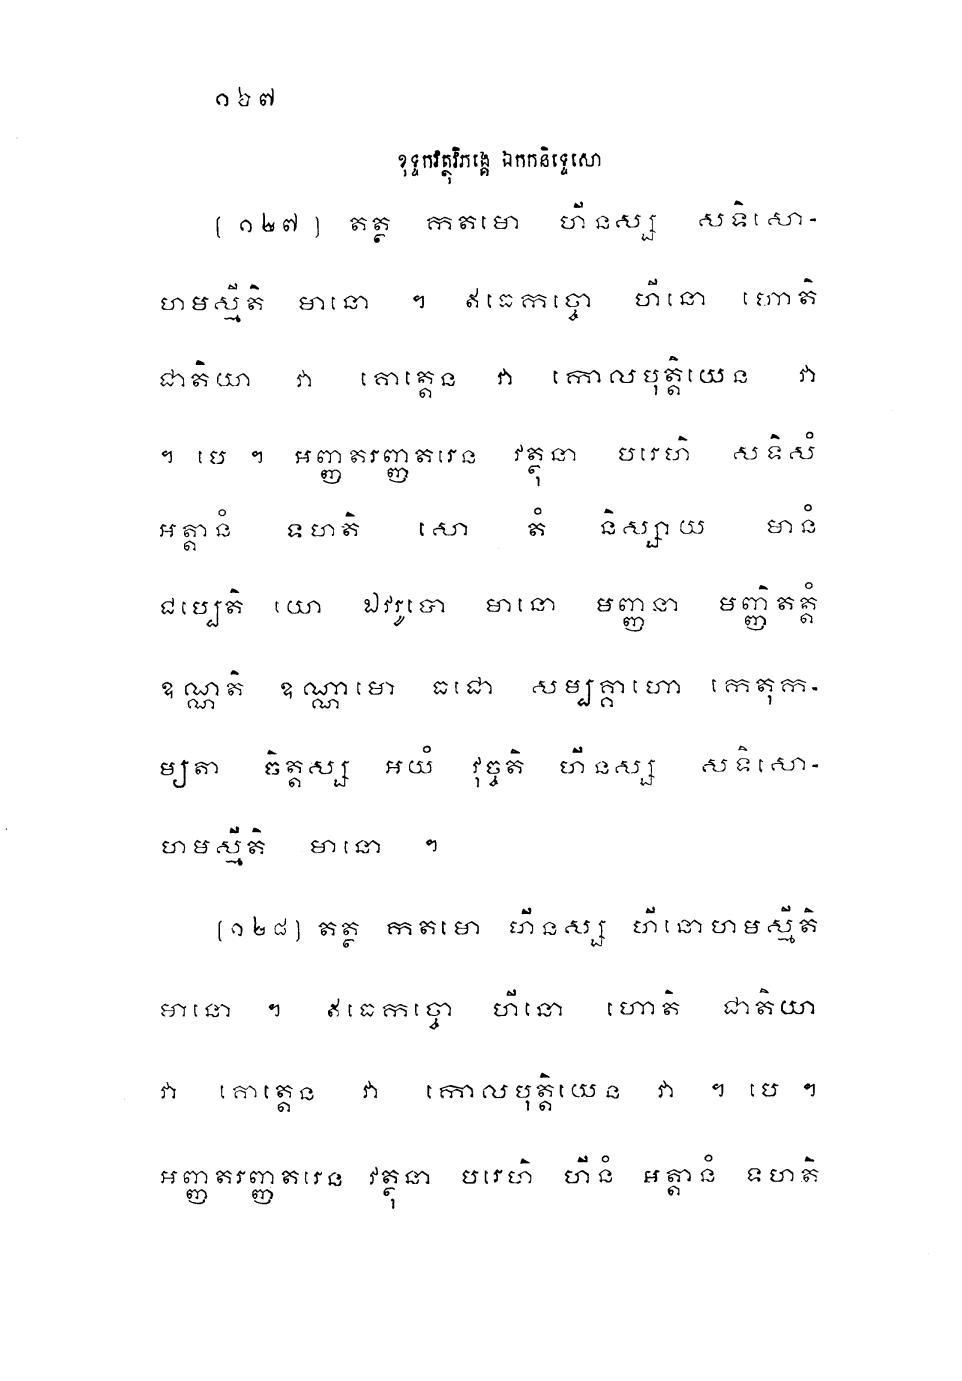 ១៦៧
ខុទ្ទកវត្ថុវិភង្គេ ឯកកនិទ្ទេសោ
[១២៧] តត្ថ កតមោ ហីនស្ស សទិសោ-
ហមស្មីតិ មានោ ។ ឥធេកច្ចោ ហីនោ ហោតិ
ជាតិយា វា គោត្តេន វា កោលបុត្តិយេន វា
។ បេ ។ អញ្ញតរញ្ញតរេន វត្ថុនា បរេហិ សទិសំ
អត្តានំ ទហតិ សោ តំ និស្សាយ មានំ
ជប្បេតិ យោ ឯវរូបោ មានោ មញ្ញនា មញ្ញិតត្តំ
ឧណ្ណតិ ឧណ្ណាមោ ធជោ សម្បគ្គាហោ កេតុក-
ម្យតា ចិត្តស្ស អយំ វុច្ចតិ ហីនស្ស សទិសោ-
ហមស្មីតិ មានោ ។
[១២៨] តត្ថ កតមោ ហីនស្ស ហីនោហមស្មីតិ
មានោ ។ ឥធេកច្ចោ ហីនោ ហោតិ ជាតិយា
វា គោត្តេន វា កោលបុត្តិយេន វា ។ បេ ។
អញ្ញតរញ្ញតរេន វត្ថុនា បរេហិ ហីនំ អត្តានំ ទហតិ